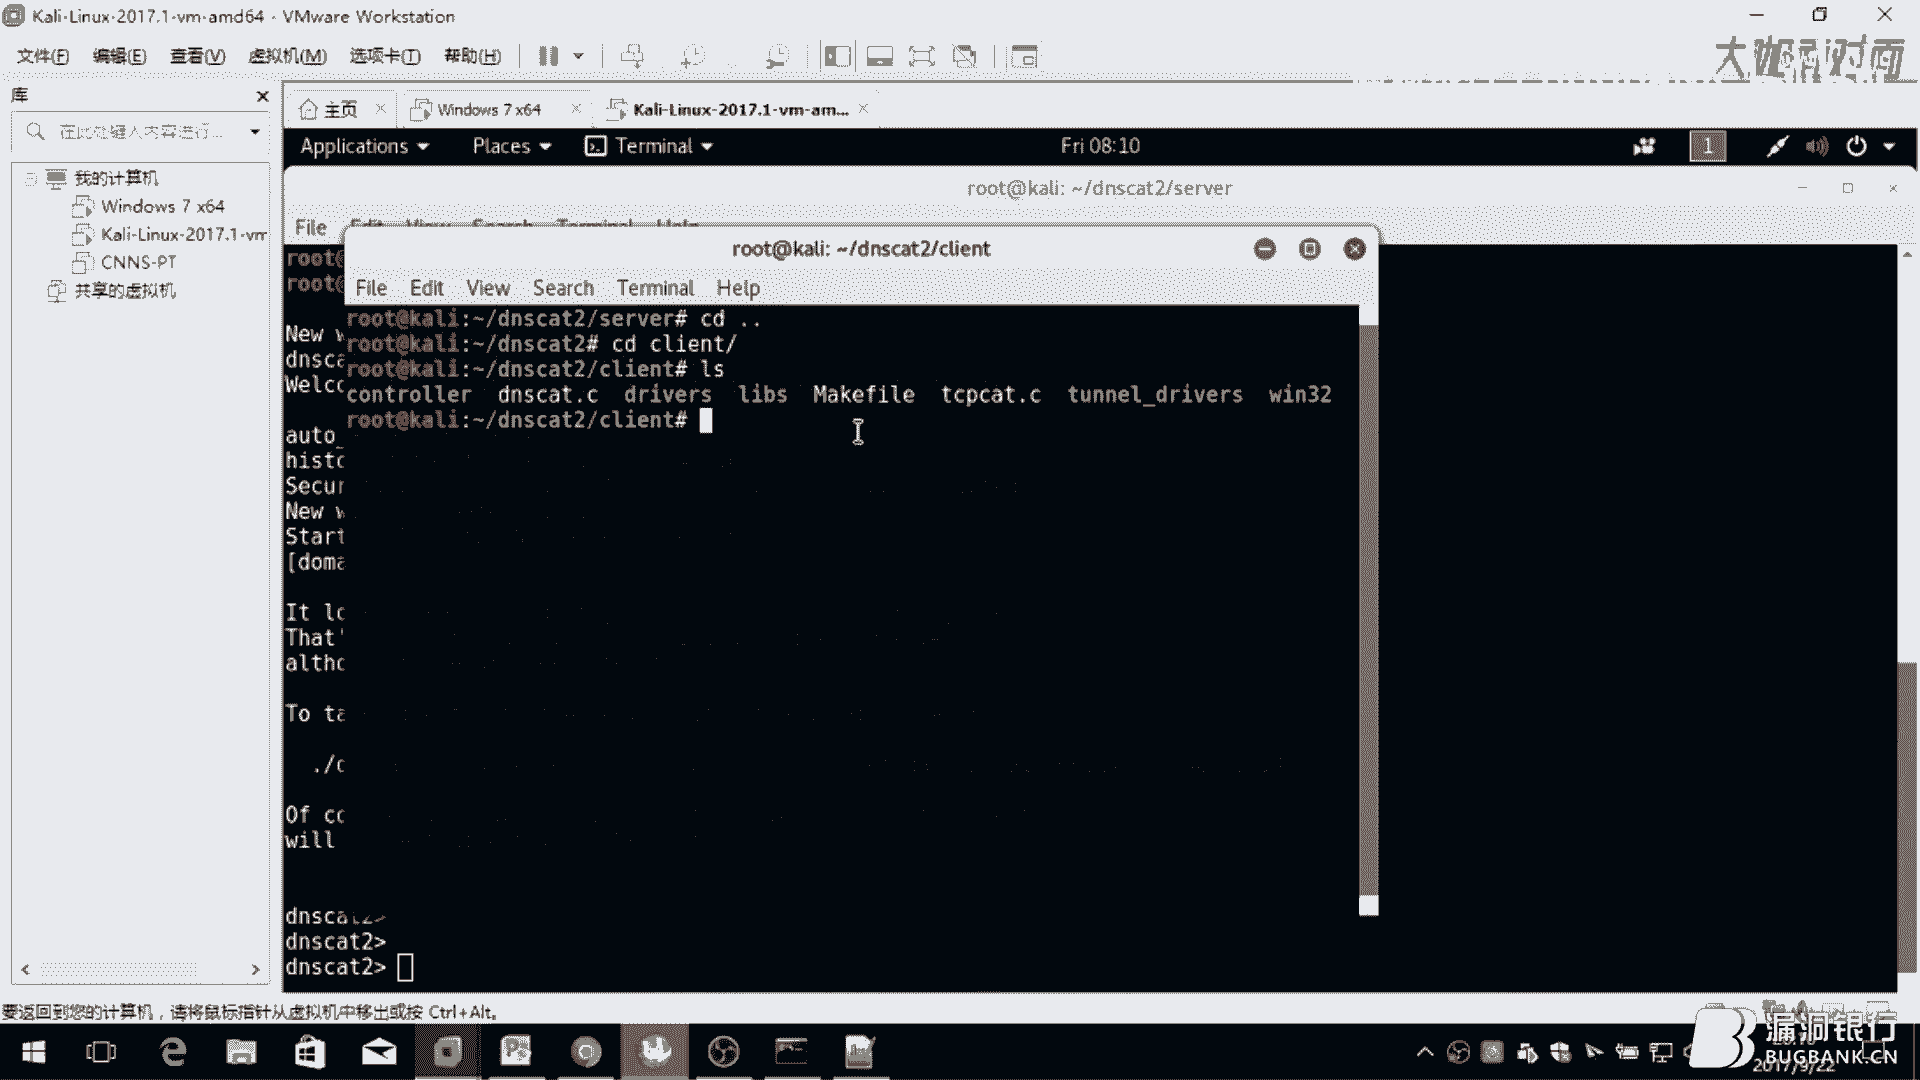 Kali-Linux-2017.1-vm-amd64 - VMware Workstation
文件(F) 编辑(E) 查看(V) 虚拟机(M) 选项卡(T) 帮助(H)
库
在此处键入内容进行...
我的计算机
Windows 7 x64
Kali-Linux-2017.1-vm
CNNS-PT
共享的虚拟机
主页 Windows 7 x64 Kali-Linux-2017.1-vm-am...
Applications Places Terminal Fri 08:10 1
root@kali: ~/dnscat2/server
File Edit View Search Terminal Help
root@
root@
New
dnsca
Welco
auto_
histo
Secur
New
Start
[doma
It lo
That'
altho
To ta
./d
Of co
will
dnscat2>
dnscat2>
dnscat2>
root@kali: ~/dnscat2/client
File Edit View Search Terminal Help
root@kali:~/dnscat2/server# cd ..
root@kali:~/dnscat2# cd client/
root@kali:~/dnscat2/client# ls
controller dnscat.c drivers libs Makefile tcpcat.c tunnel_drivers win32
root@kali:~/dnscat2/client#
要返回到您的计算机，请将鼠标指针从虚拟机中移出或按 Ctrl+Alt。
2017/9/22
漏洞银行
BUGBANK.CN